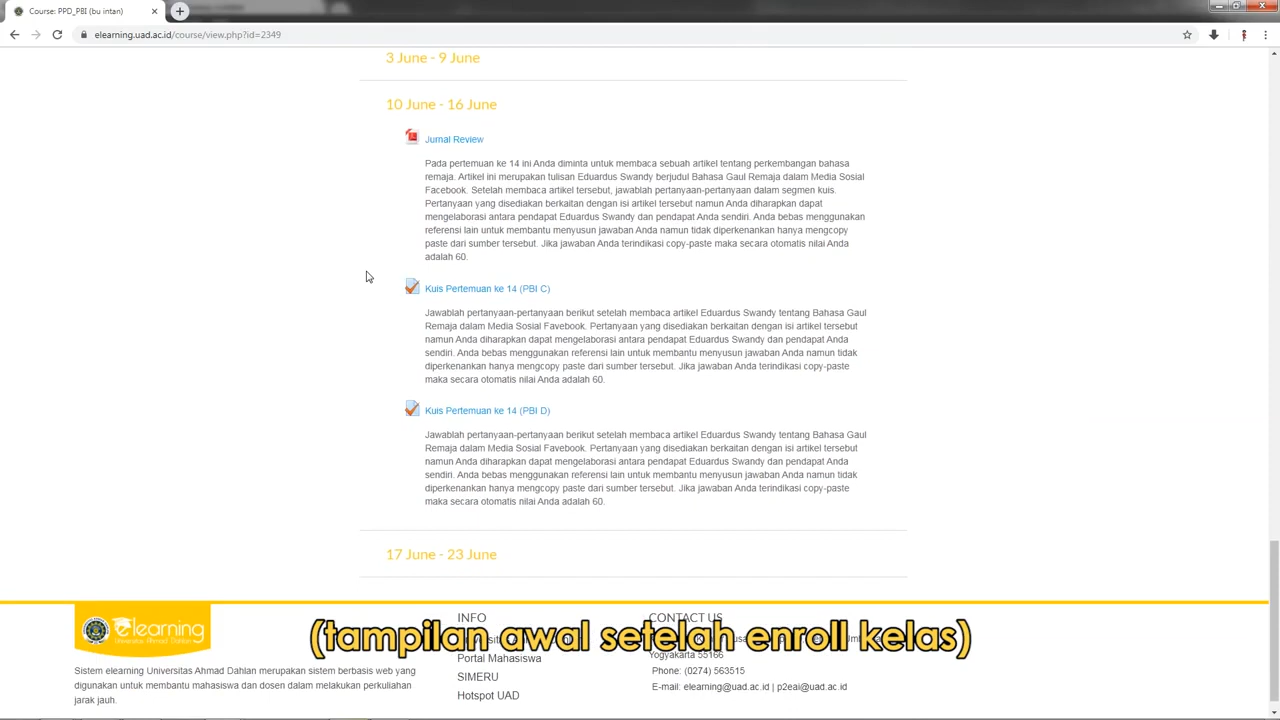 Course: PPD_PBI (bu intan)
elearning.uad.ac.id/course/view.php?id=2349
3 June - 9 June
10 June - 16 June
Jurnal Review
Pada pertemuan ke 14 ini Anda diminta untuk membaca sebuah artikel tentang perkembangan bahasa
remaja. Artikel ini merupakan tulisan Eduardus Swandy berjudul Bahasa Gaul Remaja dalam Media Sosial
Facebook. Setelah membaca artikel tersebut, jawablah pertanyaan-pertanyaan dalam segmen kuis.
Pertanyaan yang disediakan berkaitan dengan isi artikel tersebut namun Anda diharapkan dapat
mengelaborasi antara pendapat Eduardus Swandy dan pendapat Anda sendiri. Anda bebas menggunakan
referensi lain untuk membantu menyusun jawaban Anda namun tidak diperkenankan hanya mengcopy
paste dari sumber tersebut. Jika jawaban Anda terindikasi copy-paste maka secara otomatis nilai Anda
adalah 60.
Kuis Pertemuan ke 14 (PBI C)
Jawablah pertanyaan-pertanyaan berikut setelah membaca artikel Eduardus Swandy tentang Bahasa Gaul
Remaja dalam Media Sosial Favebook. Pertanyaan yang disediakan berkaitan dengan isi artikel tersebut
namun Anda diharapkan dapat mengelaborasi antara pendapat Eduardus Swandy dan pendapat Anda
sendiri. Anda bebas menggunakan referensi lain untuk membantu menyusun jawaban Anda namun tidak
diperkenankan hanya mengcopy paste dari sumber tersebut. Jika jawaban Anda terindikasi copy-paste
maka secara otomatis nilai Anda adalah 60.
Kuis Pertemuan ke 14 (PBI D)
Jawablah pertanyaan-pertanyaan berikut setelah membaca artikel Eduardus Swandy tentang Bahasa Gaul
Remaja dalam Media Sosial Favebook. Pertanyaan yang disediakan berkaitan dengan isi artikel tersebut
namun Anda diharapkan dapat mengelaborasi antara pendapat Eduardus Swandy dan pendapat Anda
sendiri. Anda bebas menggunakan referensi lain untuk membantu menyusun jawaban Anda namun tidak
diperkenankan hanya mengcopy paste dari sumber tersebut. Jika jawaban Anda terindikasi copy-paste
maka secara otomatis nilai Anda adalah 60.
17 June - 23 June
elearning
Universitas Ahmad Dahlan
Sistem elearning Universitas Ahmad Dahlan merupakan sistem berbasis web yang
digunakan untuk membantu mahasiswa dan dosen dalam melakukan perkuliahan
jarak jauh.
INFO
Portal Mahasiswa
SIMERU
Hotspot UAD
CONTACT US
Yogyakarta 55166
Phone: (0274) 563515
E-mail: elearning@uad.ac.id | p2eai@uad.ac.id
(tampilan awal setelah enroll kelas)